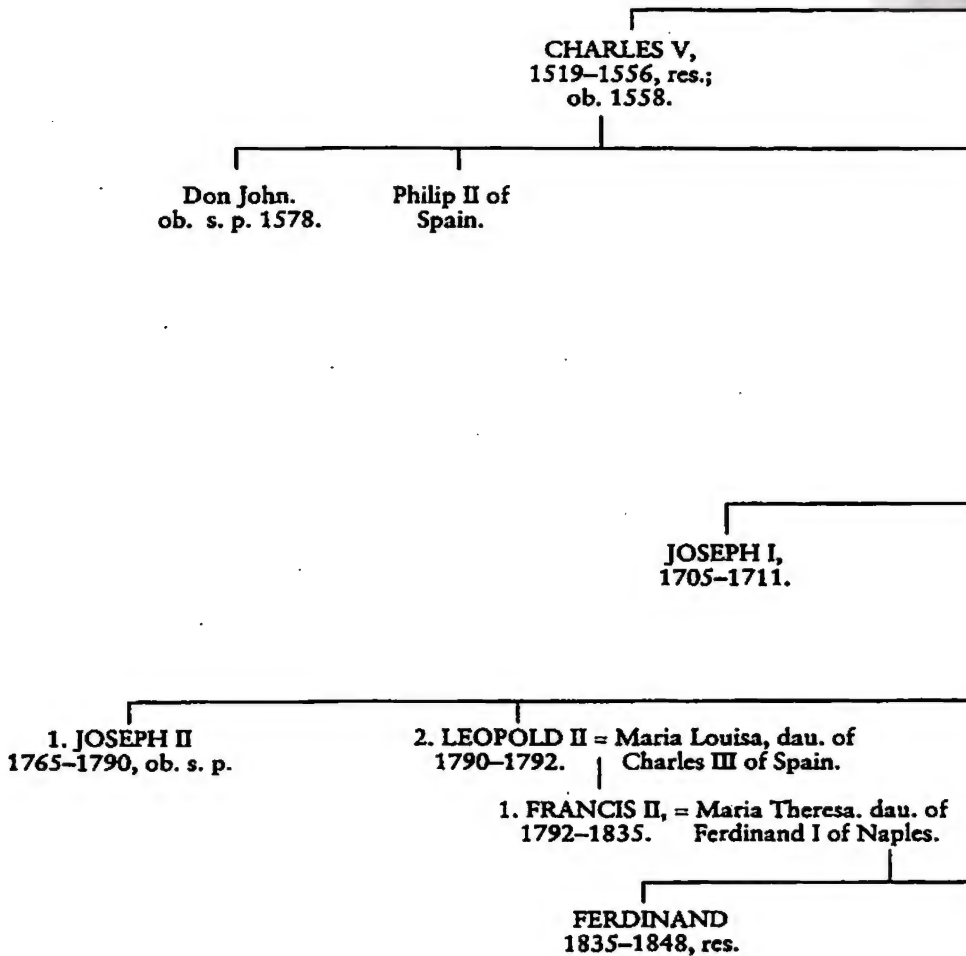 CHARLES V,
1519–1556, res.;
ob. 1558.
Don John.
ob. s. p. 1578.
Philip II of
Spain.
JOSEPH I,
1705–1711.
1. JOSEPH II
1765–1790, ob. s. p.
2. LEOPOLD II = Maria Louisa, dau. of
1790–1792. Charles III of Spain.
1. FRANCIS II, = Maria Theresa. dau. of
1792–1835. Ferdinand I of Naples.
FERDINAND
1835–1848, res.